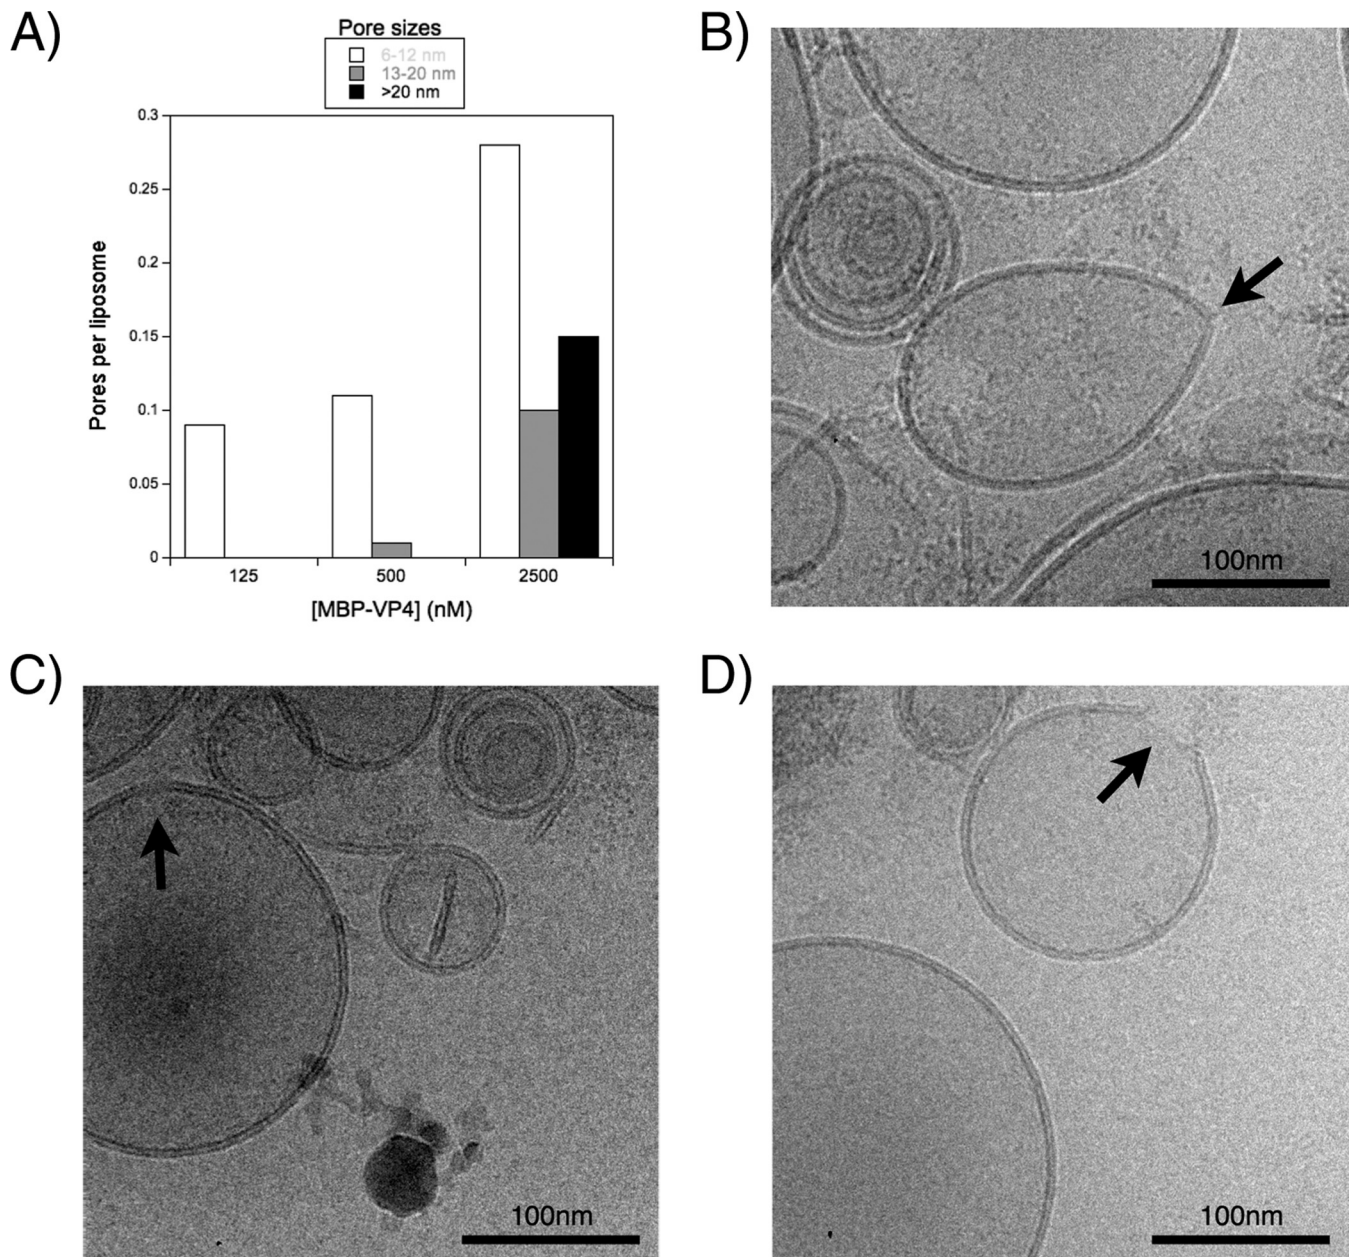 A)
Pore sizes
6-12 nm
13-20 nm
>20 nm
0.3
0.25
0.2
0.15
0.1
0.05
0
Pores per liposome
125
500
2500
[MBP-VP4] (nM)
B)
100nm
C)
100nm
D)
100nm